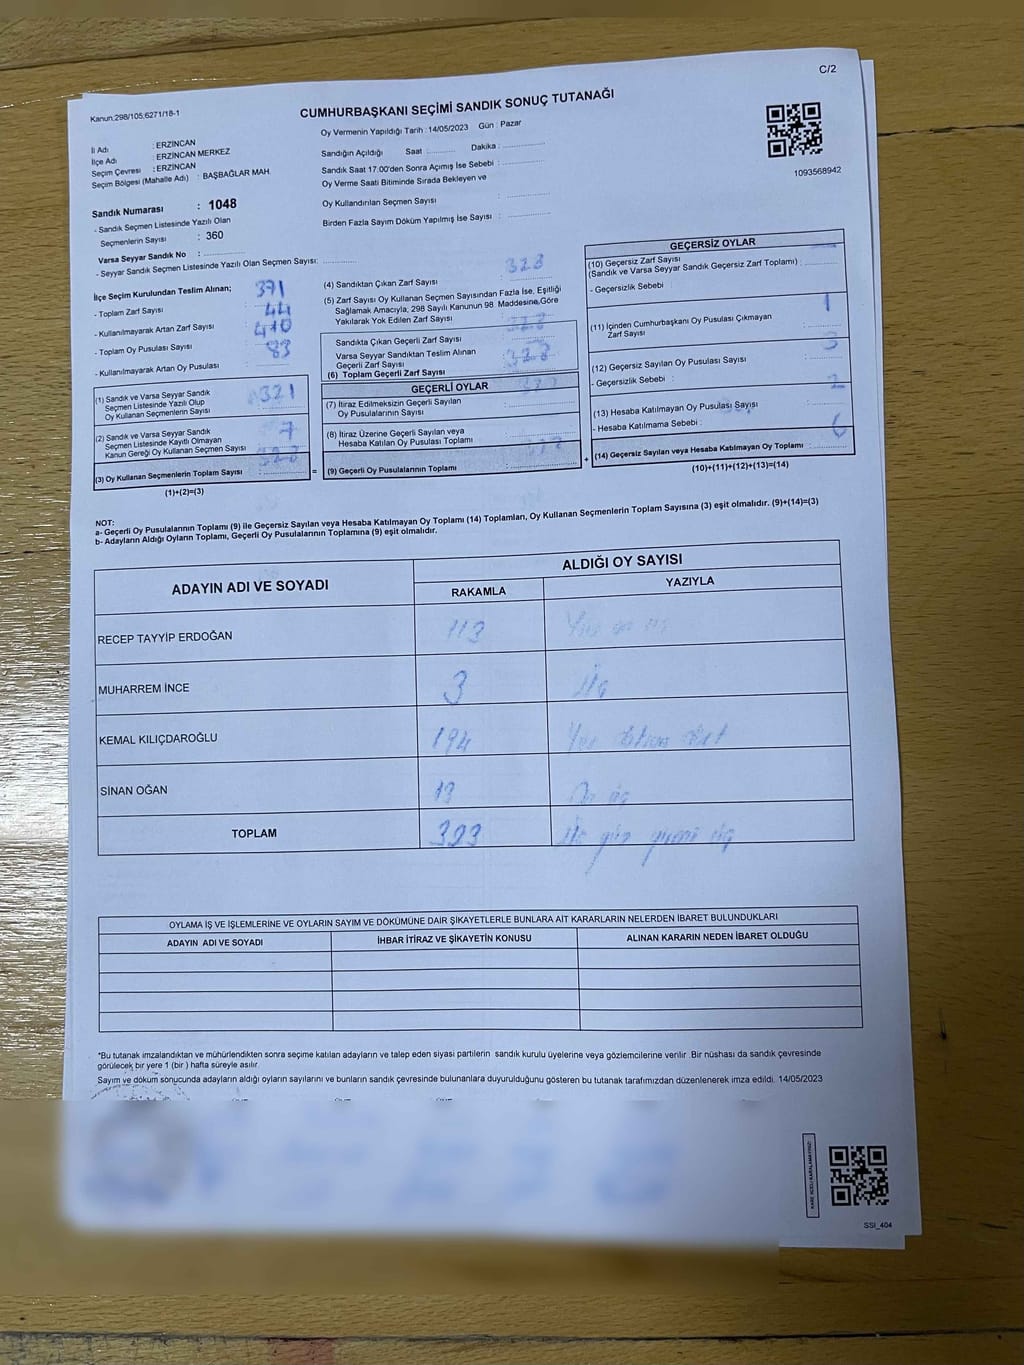 C/2
Kanun:298/105;6271/18-1
CUMHURBAŞKANI SEÇİMİ SANDIK SONUÇ TUTANAĞI
İl Adı : ERZİNCAN
İlçe Adı : ERZİNCAN MERKEZ
Seçim Çevresi : ERZİNCAN
Seçim Bölgesi (Mahalle Adı) : BAŞBAĞLAR MAH.
Oy Vermenin Yapıldığı Tarih : 14/05/2023 Gün : Pazar
Sandığın Açıldığı Saat : Dakika :
Sandık Saat 17.00'den Sonra Açımış İse Sebebi :
Oy Verme Saati Bitiminde Sırada Bekleyen ve
Oy Kullandırılan Seçmen Sayısı :
Birden Fazla Sayım Döküm Yapılmış İse Sayısı :
1093568942
Sandık Numarası : 1048
- Sandık Seçmen Listesinde Yazılı Olan
Seçmenlerin Sayısı : 360
Varsa Seyyar Sandık No :
- Seyyar Sandık Seçmen Listesinde Yazılı Olan Seçmen Sayısı:
İlçe Seçim Kurulundan Teslim Alınan;
- Toplam Zarf Sayısı : 371
- Kullanılmayarak Artan Zarf Sayısı : 44
- Toplam Oy Pusulası Sayısı : 410
- Kullanılmayarak Artan Oy Pusulası : 83
(1) Sandık ve Varsa Seyyar Sandık
Seçmen Listesinde Yazılı Olup
Oy Kullanan Seçmenlerin Sayısı : 321
(2) Sandık ve Varsa Seyyar Sandık
Seçmen Listesinde Kayıtlı Olmayan
Kanun Gereği Oy Kullanan Seçmen Sayısı : 7
(3) Oy Kullanan Seçmenlerin Toplam Sayısı : 328
(1)+(2)=(3)
(4) Sandıktan Çıkan Zarf Sayısı : 328
(5) Zarf Sayısı Oy Kullanan Seçmen Sayısından Fazla İse, Eşitliği
Sağlamak Amacıyla, 298 Sayılı Kanunun 98. Maddesine Göre
Yakılarak Yok Edilen Zarf Sayısı :
Sandıkta Çıkan Geçerli Zarf Sayısı : 328
Varsa Seyyar Sandıktan Teslim Alınan
Geçerli Zarf Sayısı :
(6) Toplam Geçerli Zarf Sayısı : 328
GEÇERLİ OYLAR
(7) İtiraz Edilmeksizin Geçerli Sayılan
Oy Pusulalarının Sayısı :
(8) İtiraz Üzerine Geçerli Sayılan veya
Hesaba Katılan Oy Pusulası Toplamı :
= (9) Geçerli Oy Pusulalarının Toplamı :
GEÇERSİZ OYLAR
(10) Geçersiz Zarf Sayısı
(Sandık ve Varsa Seyyar Sandık Geçersiz Zarf Toplamı) :
- Geçersizlik Sebebi :
(11) İçinden Cumhurbaşkanı Oy Pusulası Çıkmayan
Zarf Sayısı : 1
(12) Geçersiz Sayılan Oy Pusulası Sayısı : 3
- Geçersizlik Sebebi :
(13) Hesaba Katılmayan Oy Pusulası Sayısı : 2
- Hesaba Katılmama Sebebi :
+ (14) Geçersiz Sayılan veya Hesaba Katılmayan Oy Toplamı : 6
(10)+(11)+(12)+(13)=(14)
NOT:
a- Geçerli Oy Pusulalarının Toplamı (9) ile Geçersiz Sayılan veya Hesaba Katılmayan Oy Toplamı (14) Toplamları, Oy Kullanan Seçmenlerin Toplam Sayısına (3) eşit olmalıdır. (9)+(14)=(3)
b- Adayların Aldığı Oyların Toplamı, Geçerli Oy Pusulalarının Toplamına (9) eşit olmalıdır.
ADAYIN ADI VE SOYADI
ALDIĞI OY SAYISI
RAKAMLA YAZIYLA
RECEP TAYYİP ERDOĞAN 113 Yüz on üç
MUHARREM İNCE 3 Üç
KEMAL KILIÇDAROĞLU 194 Yüz doksan dört
SİNAN OĞAN 13 On üç
TOPLAM 323 Üç yüz yirmi üç
OYLAMA İŞ VE İŞLEMLERİNE VE OYLARIN SAYIM VE DÖKÜMÜNE DAİR ŞİKAYETLERLE BUNLARA AİT KARARLARIN NELERDEN İBARET BULUNDUKLARI
ADAYIN ADI VE SOYADI İHBAR İTİRAZ VE ŞİKAYETİN KONUSU ALINAN KARARIN NEDEN İBARET OLDUĞU
*Bu tutanak imzalandıktan ve mühürlendikten sonra seçime katılan adayların ve talep eden siyasi partilerin sandık kurulu üyelerine veya gözlemcilerine verilir .Bir nüshası da sandık çevresinde
görülecek bir yere 1 (bir ) hafta süreyle asılır.
Sayım ve döküm sonucunda adayların aldığı oyların sayılarını ve bunların sandık çevresinde bulunanlara duyurulduğunu gösteren bu tutanak tarafımızdan düzenlenerek imza edildi. 14/05/2023
KARE KODU KARALAMAYINIZ!
SSİ_404